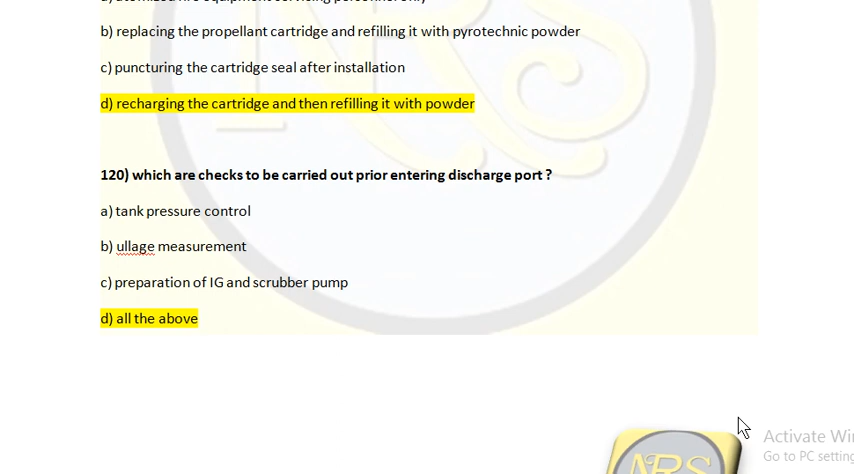 b) replacing the propellant cartridge and refilling it with pyrotechnic powder
c) puncturing the cartridge seal after installation
d) recharging the cartridge and then refilling it with powder
120) which are checks to be carried out prior entering discharge port ?
a) tank pressure control
b) ullage measurement
c) preparation of IG and scrubber pump
d) all the above
NRS
Activate Wi
Go to PC setting